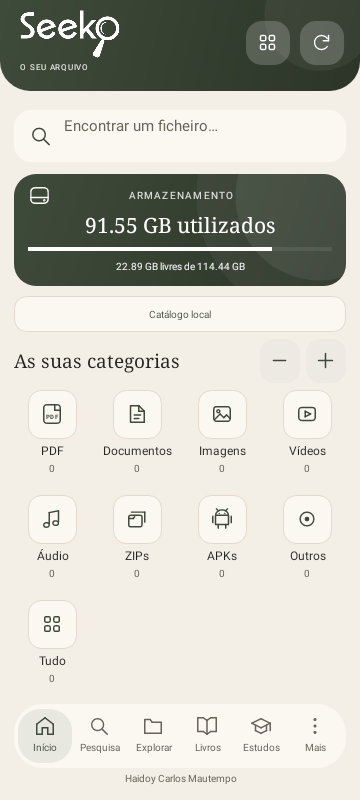 Seeko
O SEU ARQUIVO
Encontrar um ficheiro...
ARMAZENAMENTO
91.55 GB utilizados
22.89 GB livres de 114.44 GB
Catálogo local
As suas categorias
PDF
PDF Documentos Imagens Vídeos
0 0 0 0
Áudio ZIPs APKs Outros
0 0 0 0
Tudo
0
Início Pesquisa Explorar Livros Estudos Mais
Haidoy Carlos Mautempo